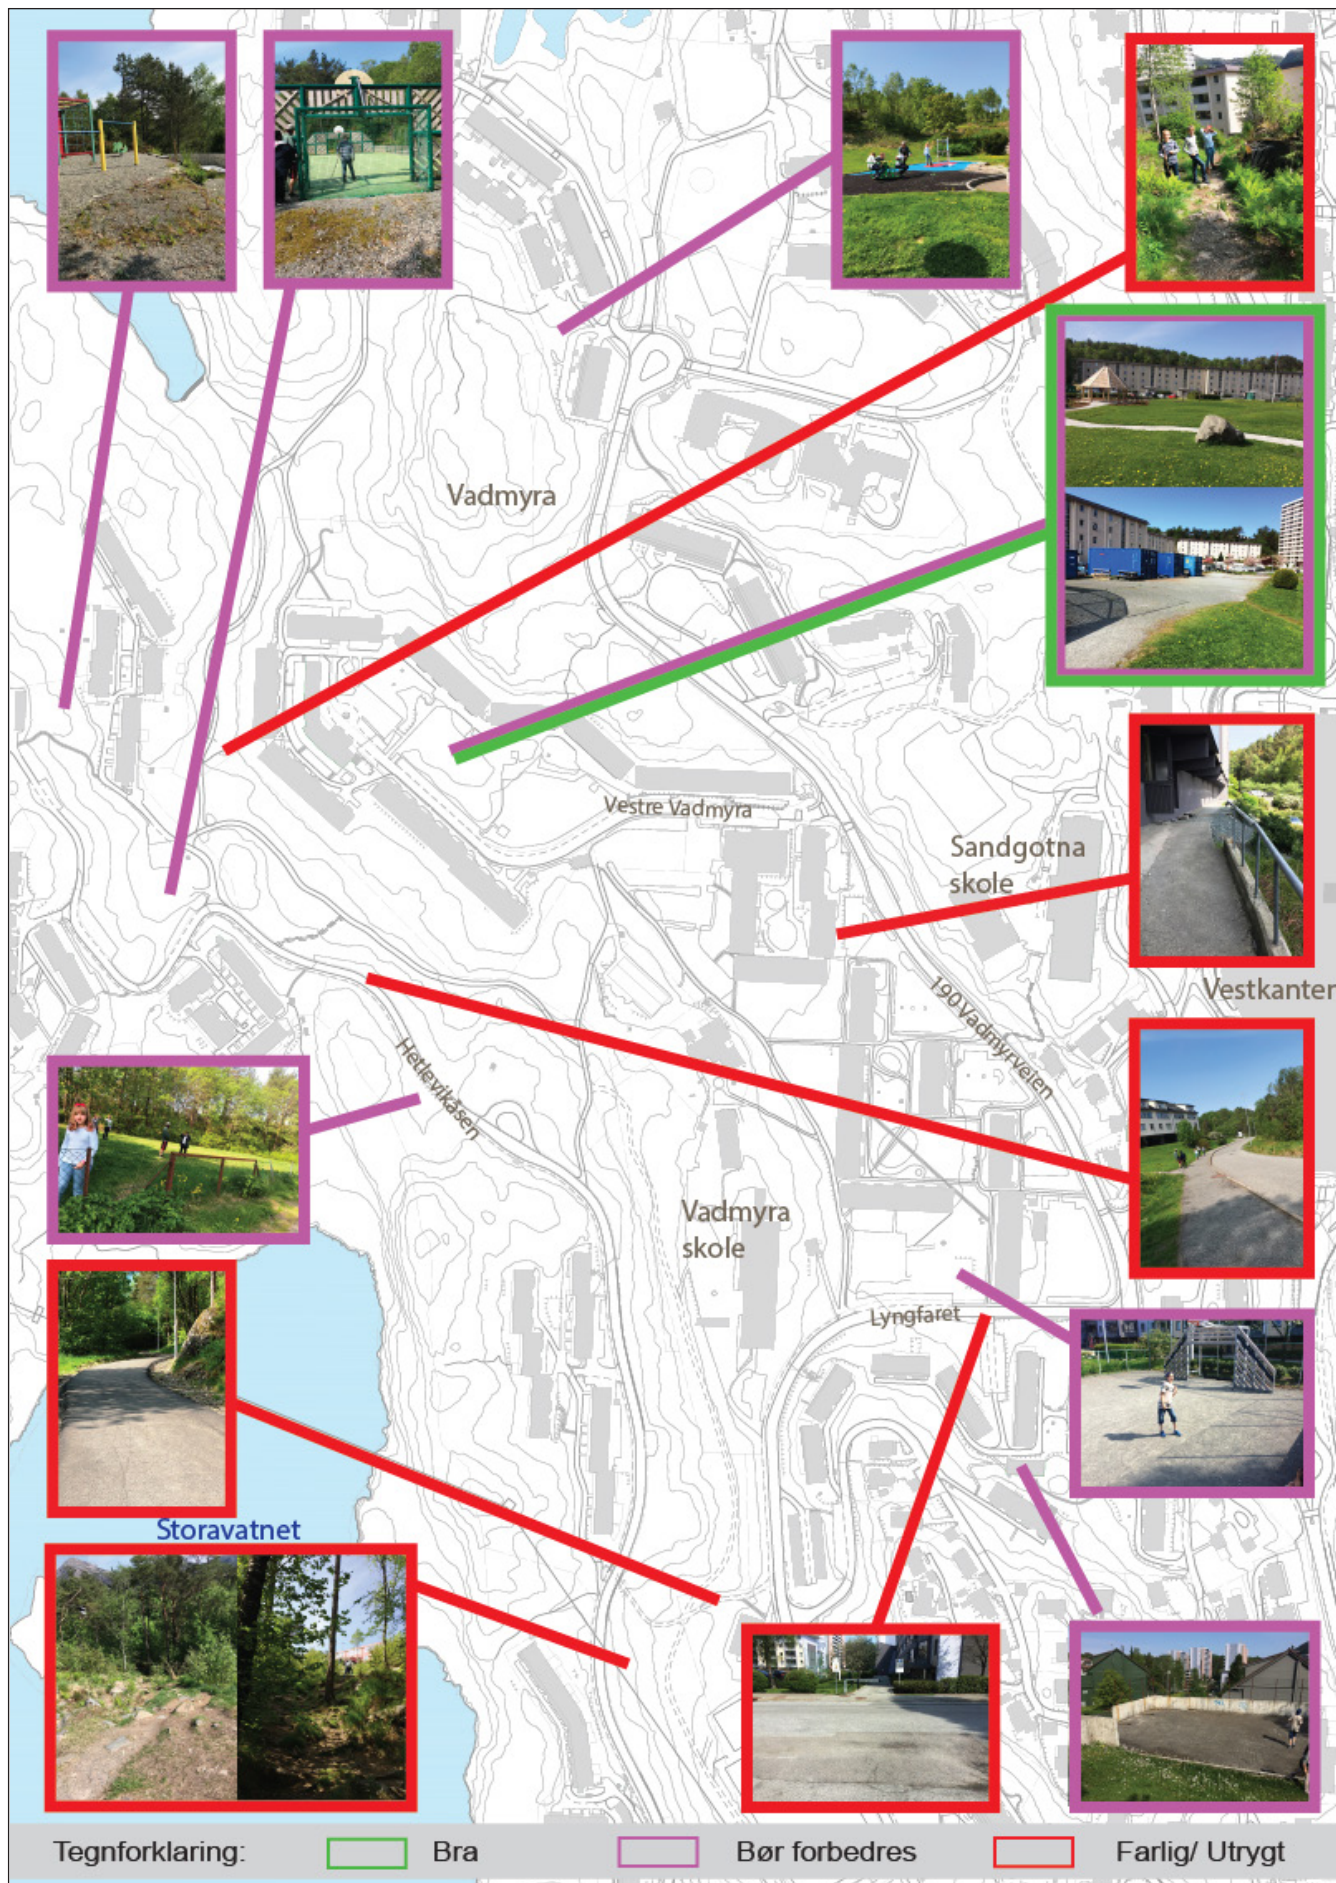 Vadmyra
Vestre Vadmyra
Sandgotna
skole
Vestkanten
190 Vadmyrveien
Hetlevikåsen
Vadmyra
skole
Lyngfaret
Storavatnet
Tegnforklaring:
Bra
Bør forbedres
Farlig/ Utrygt